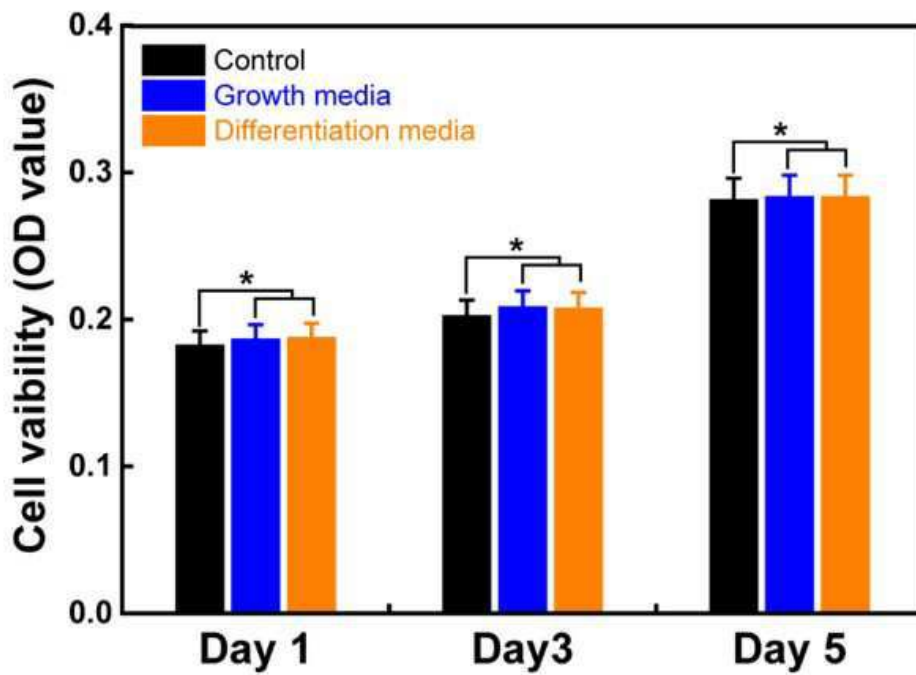 Cell vaibility (OD value)
0.4
0.3
0.2
0.1
0.0
Control
Growth media
Differentiation media
*
*
*
Day 1
Day3
Day 5